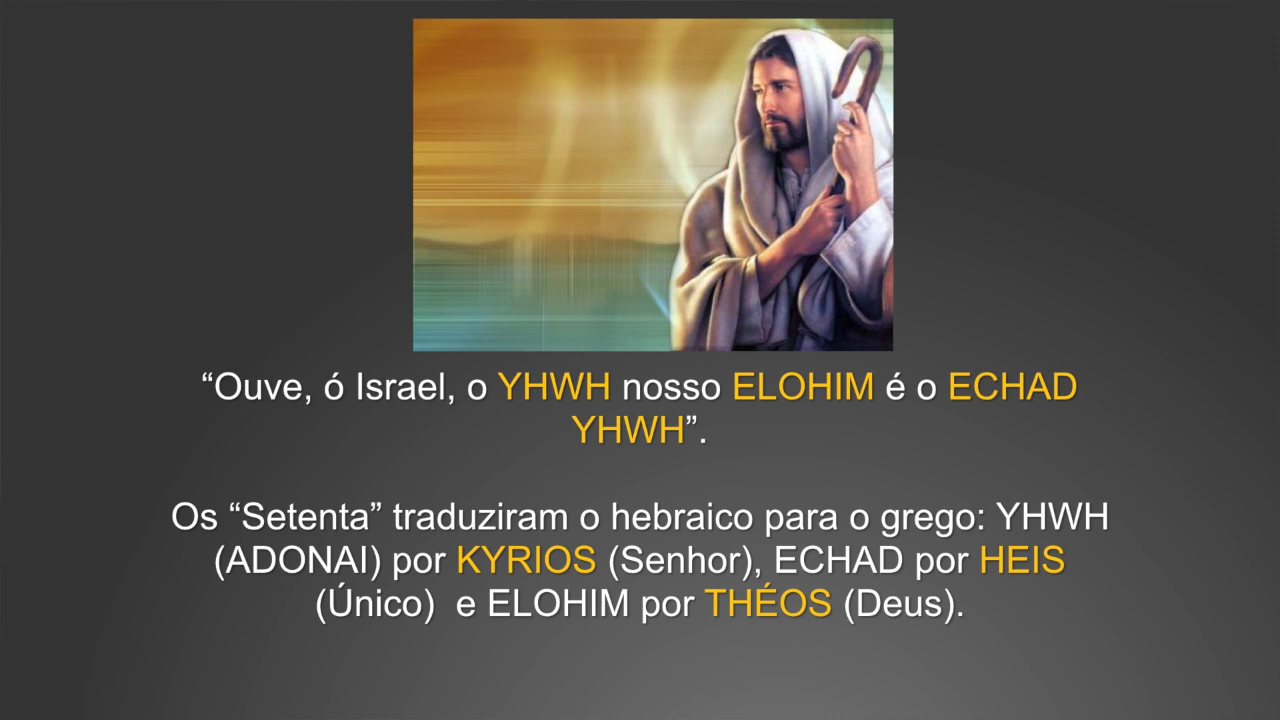 “Ouve, ó Israel, o YHWH nosso ELOHIM é o ECHAD
YHWH”.
Os “Setenta” traduziram o hebraico para o grego: YHWH
(ADONAI) por KYRIOS (Senhor), ECHAD por HEIS
(Único)  e ELOHIM por THÉOS (Deus).